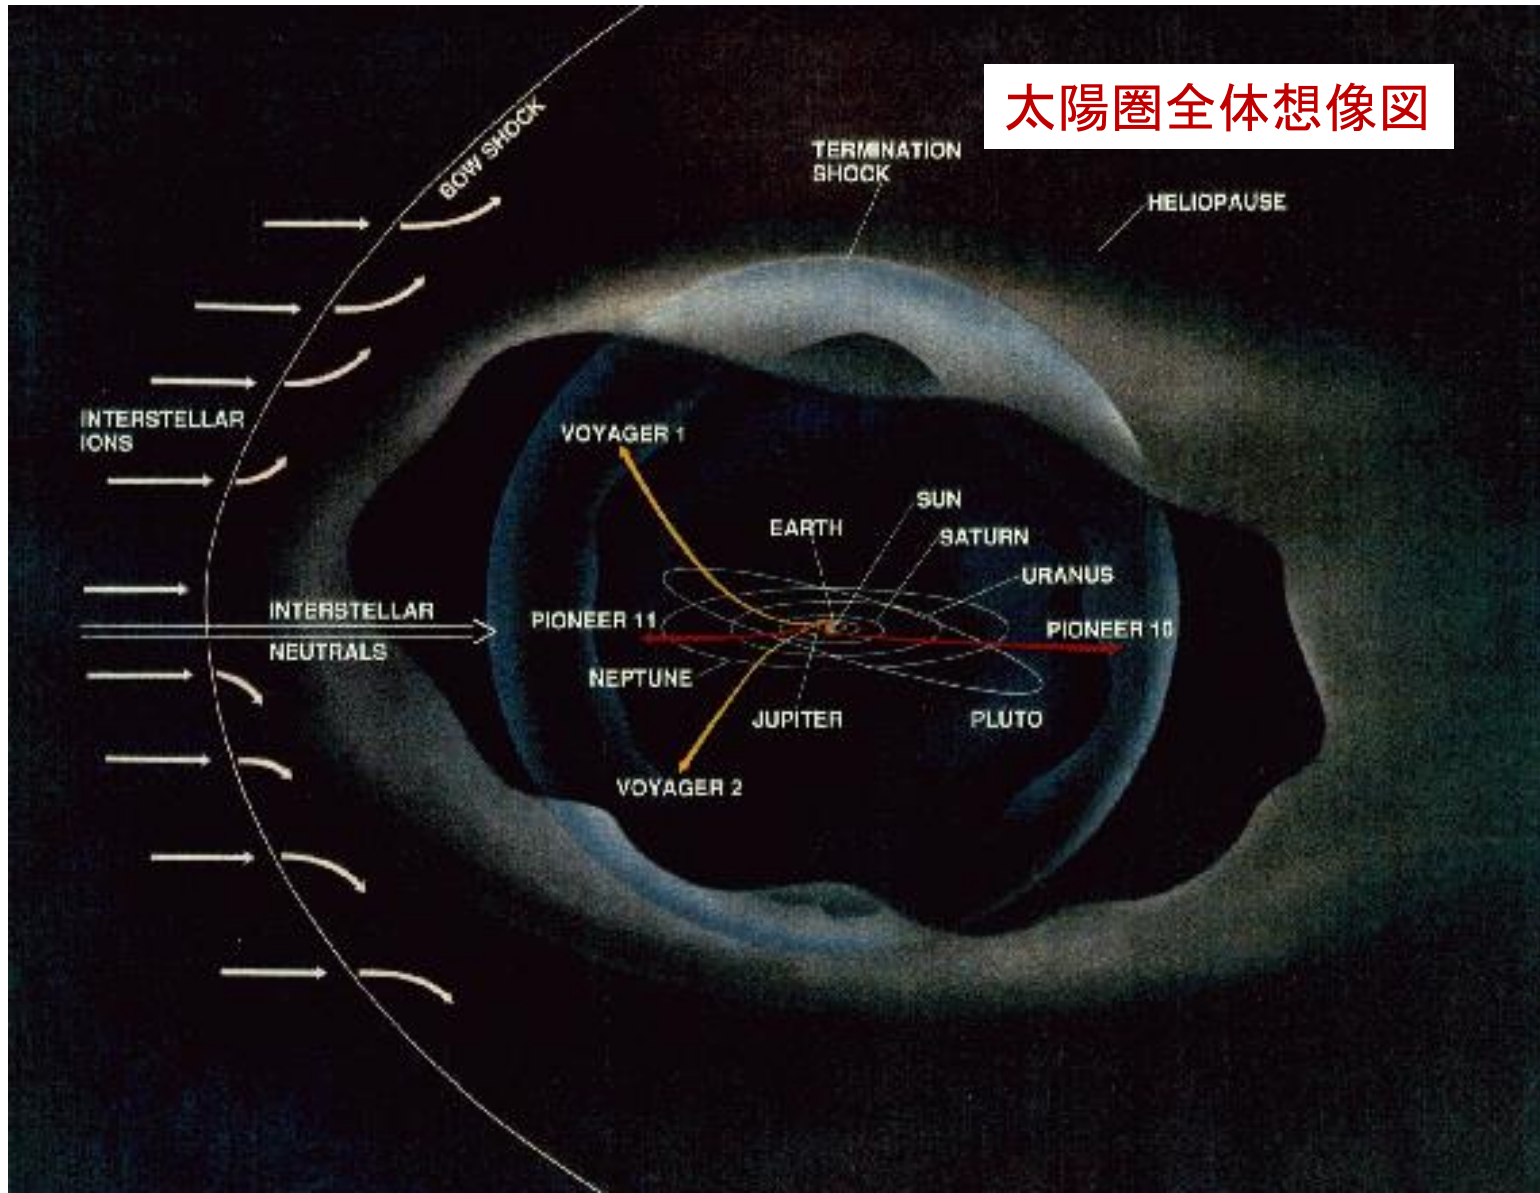 太陽圏全体想像図
BOW SHOCK
TERMINATION
SHOCK
HELIOPAUSE
INTERSTELLAR
IONS
VOYAGER 1
SUN
EARTH
SATURN
URANUS
INTERSTELLAR
NEUTRALS
PIONEER 11
PIONEER 10
NEPTUNE
JUPITER
PLUTO
VOYAGER 2